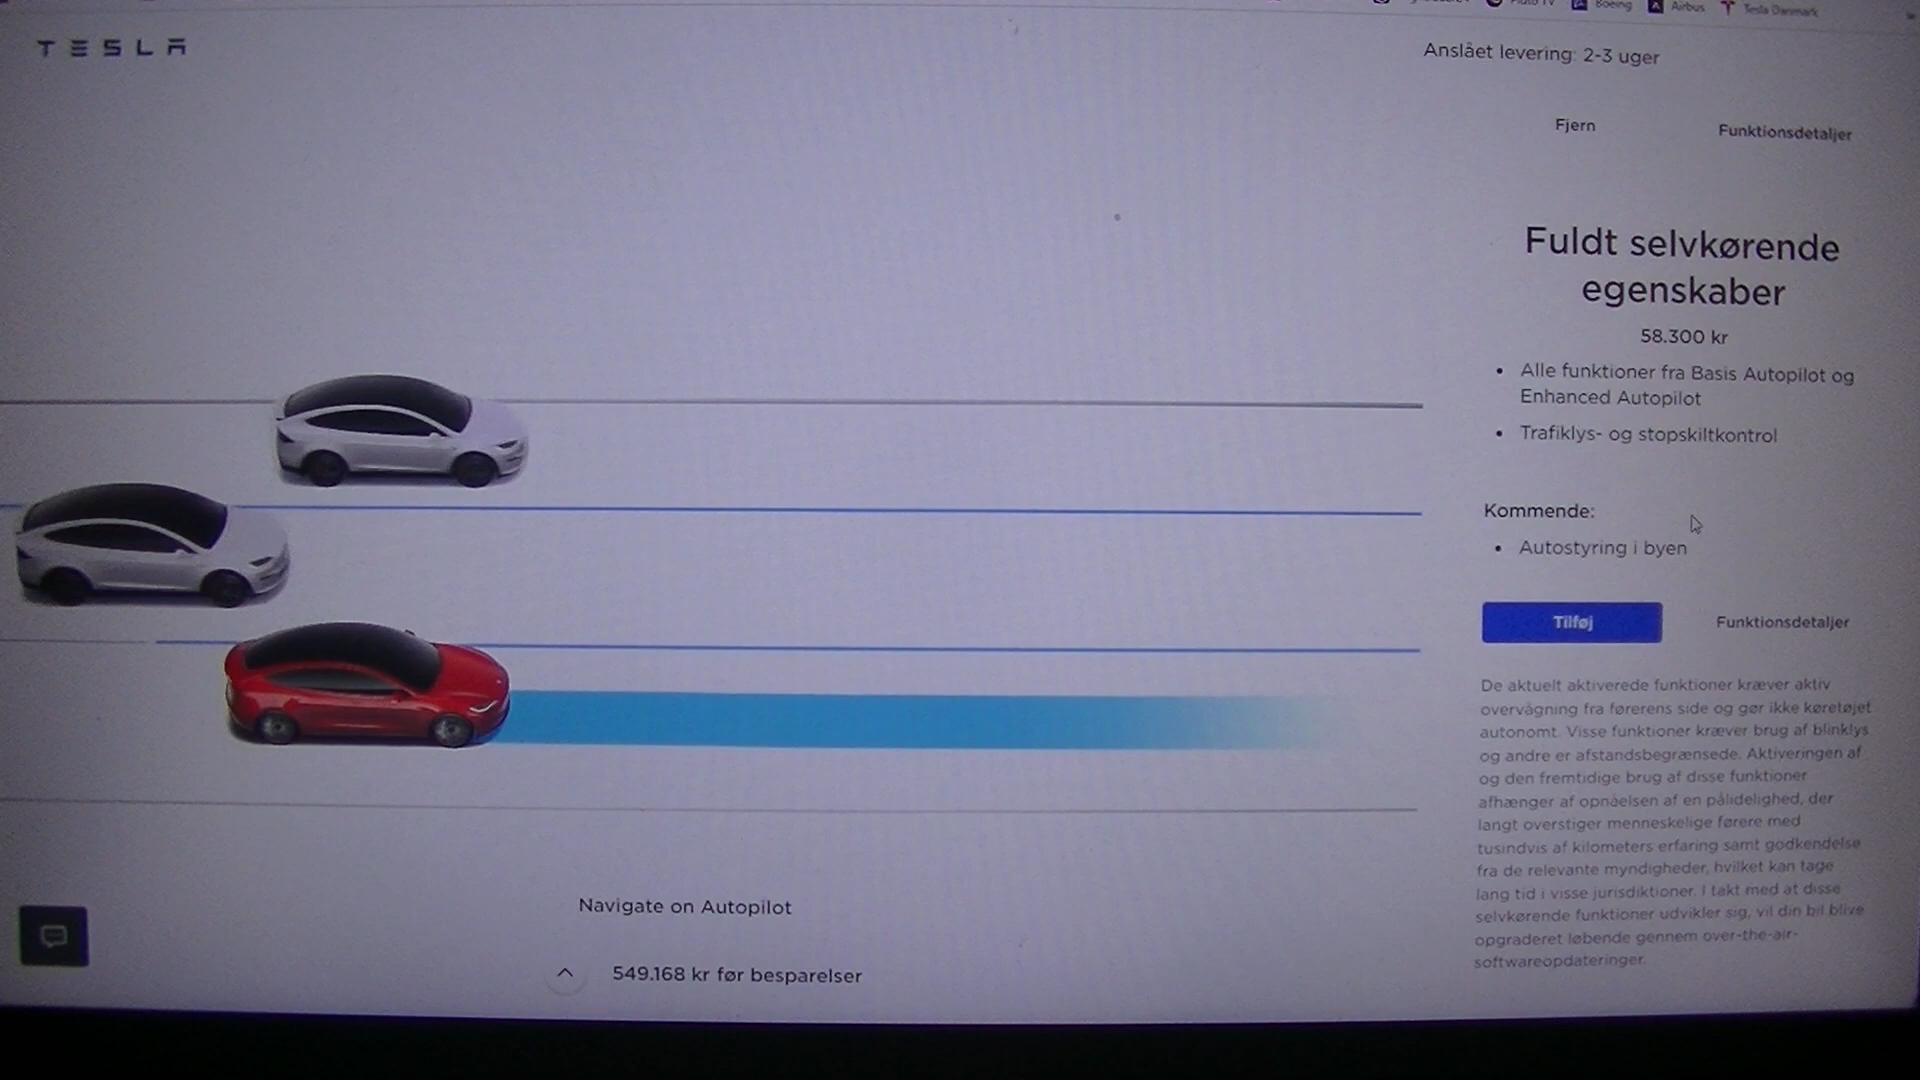 Boeing
Airbus
Tesla Danmark
TESLA
Anslået levering: 2-3 uger
Fjern
Funktionsdetaljer
Fuldt selvkørende
egenskaber
58.300 kr
• Alle funktioner fra Basis Autopilot og
Enhanced Autopilot
• Trafiklys- og stopskiltkontrol
Kommende:
• Autostyring i byen
Tilføj
Funktionsdetaljer
De aktuelt aktiverede funktioner kræver aktiv
overvågning fra førerens side og gør ikke køretøjet
autonomt. Visse funktioner kræver brug af blinklys
og andre er afstandsbegrænsede. Aktiveringen af
og den fremtidige brug af disse funktioner
afhænger af opnåelsen af en pålidelighed, der
langt overstiger menneskelige førere med
tusindvis af kilometers erfaring samt godkendelse
fra de relevante myndigheder, hvilket kan tage
lang tid i visse jurisdiktioner. I takt med at disse
selvkørende funktioner udvikler sig, vil din bil blive
opgraderet løbende gennem over-the-air-
softwareopdateringer.
Navigate on Autopilot
549.168 kr før besparelser